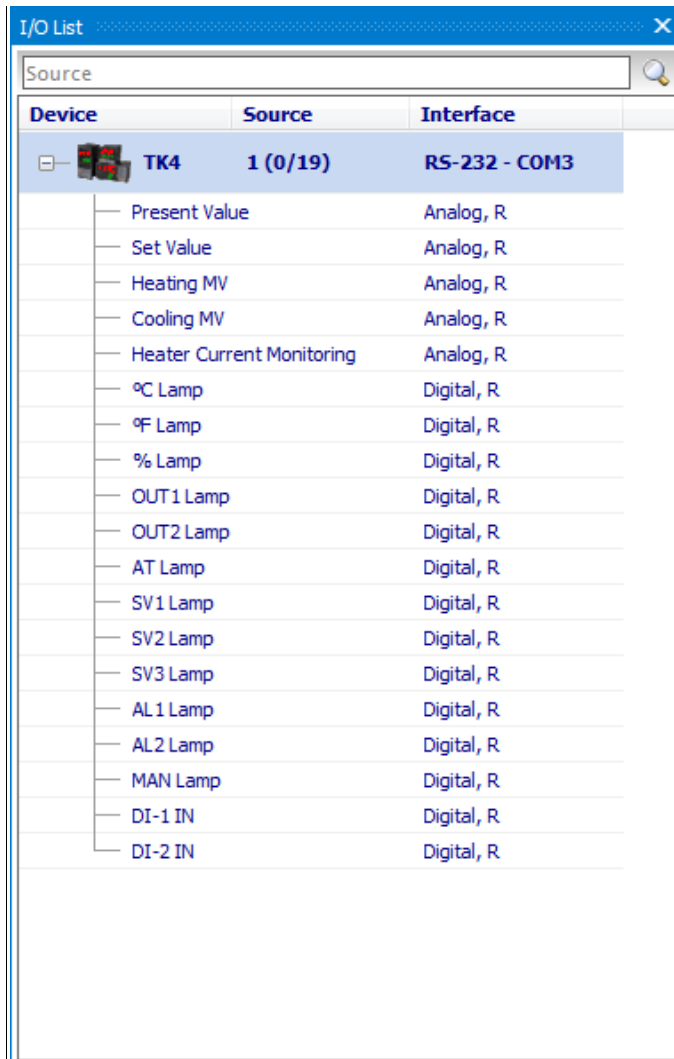 I/O List
Source
Device Source Interface
TK4 1 (0/19) RS-232 - COM3
Present Value Analog, R
Set Value Analog, R
Heating MV Analog, R
Cooling MV Analog, R
Heater Current Monitoring Analog, R
ºC Lamp Digital, R
ºF Lamp Digital, R
% Lamp Digital, R
OUT1 Lamp Digital, R
OUT2 Lamp Digital, R
AT Lamp Digital, R
SV1 Lamp Digital, R
SV2 Lamp Digital, R
SV3 Lamp Digital, R
AL1 Lamp Digital, R
AL2 Lamp Digital, R
MAN Lamp Digital, R
DI-1 IN Digital, R
DI-2 IN Digital, R